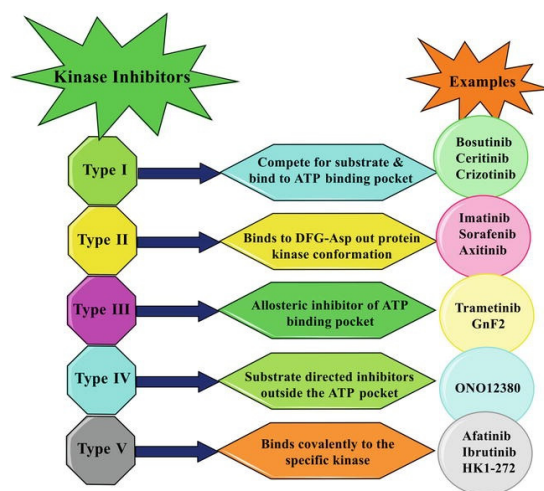 Kinase Inhibitors
Examples
Type I
Compete for substrate &
bind to ATP binding pocket
Bosutinib
Ceritinib
Crizotinib
Type II
Binds to DFG-Asp out protein
kinase conformation
Imatinib
Sorafenib
Axitinib
Type III
Allosteric inhibitor of ATP
binding pocket
Trametinib
GnF2
Type IV
Substrate directed inhibitors
outside the ATP pocket
ONO12380
Type V
Binds covalently to the
specific kinase
Afatinib
Ibrutinib
HK1-272